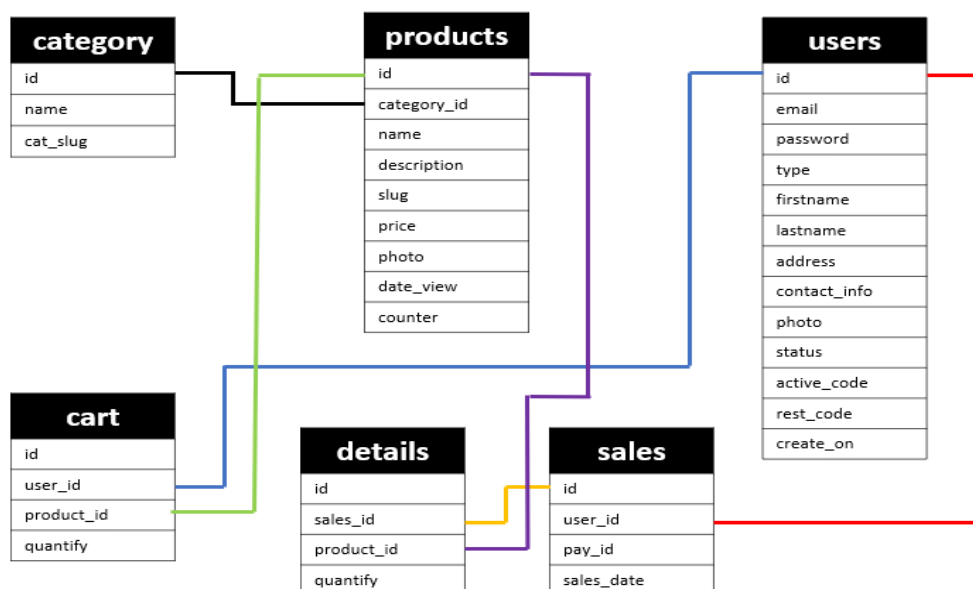 category
id
name
cat_slug
products
id
category_id
name
description
slug
price
photo
date_view
counter
users
id
email
password
type
firstname
lastname
address
contact_info
photo
status
active_code
rest_code
create_on
cart
id
user_id
product_id
quantify
details
id
sales_id
product_id
quantify
sales
id
user_id
pay_id
sales_date